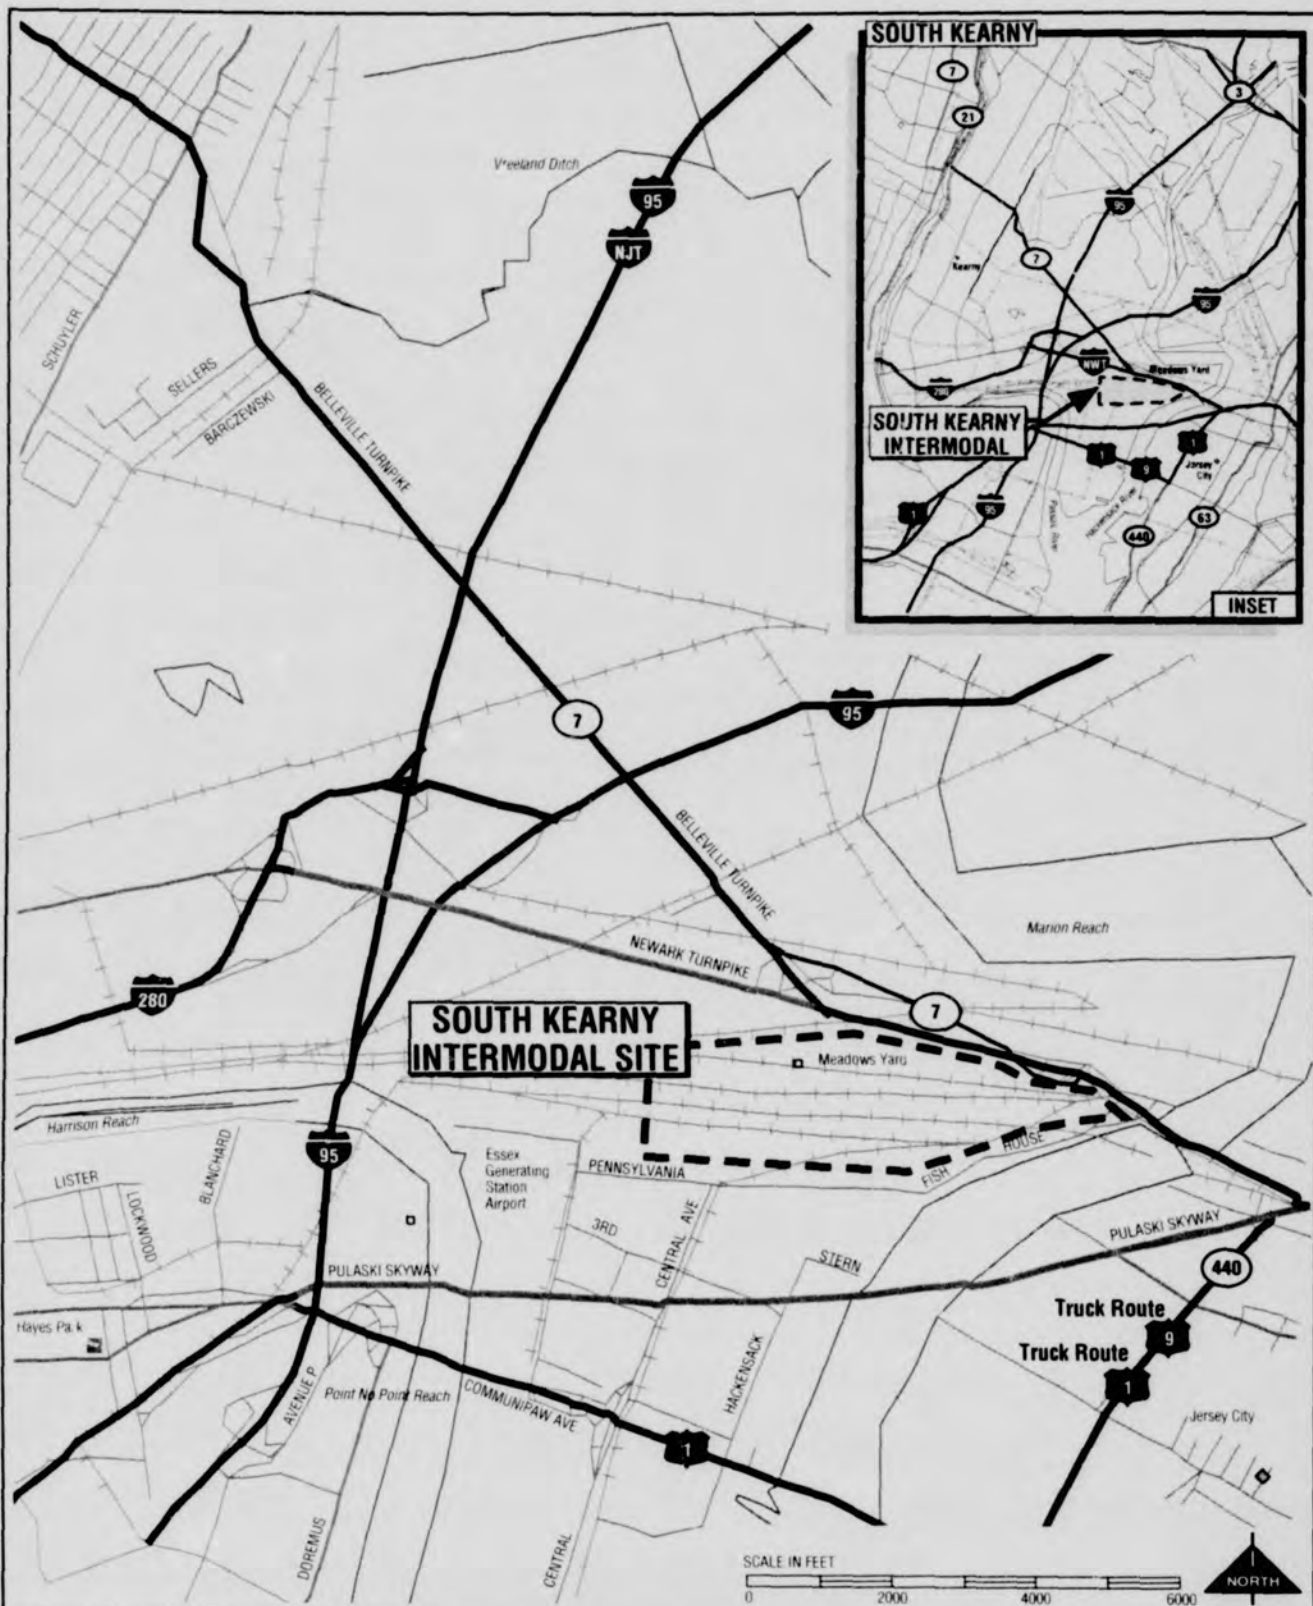 SOUTH KEARNY
7
21
3
95
7
Kearny
95
NWT
Meadows Yard
280
SOUTH KEARNY
INTERMODAL
1
9
1
Jersey
City
1
95
Passaic River
Hackensack River
63
440
INSET
Vreeland Ditch
95
NJT
SCHUYLER
SELLERS
BARCZEWSKI
BELLEVILLE TURNPIKE
7
95
BELLEVILLE TURNPIKE
Marion Reach
NEWARK TURNPIKE
280
SOUTH KEARNY
INTERMODAL SITE
7
Meadows Yard
Harrison Reach
BLANCHARD
95
Essex
Generating
Station
Airport
PENNSYLVANIA
FISH HOUSE
LISTER
LOCKWOOD
3RD
CENTRAL AVE
STERN
PULASKI SKYWAY
PULASKI SKYWAY
440
Hayes Park
Truck Route
9
Truck Route
1
AVENUE P
Point No Point Reach
COMMUNIPAW AVE
HACKENSACK
1
Jersey City
DOREMUS
CENTRAL
SCALE IN FEET
0 2000 4000 6000
NORTH